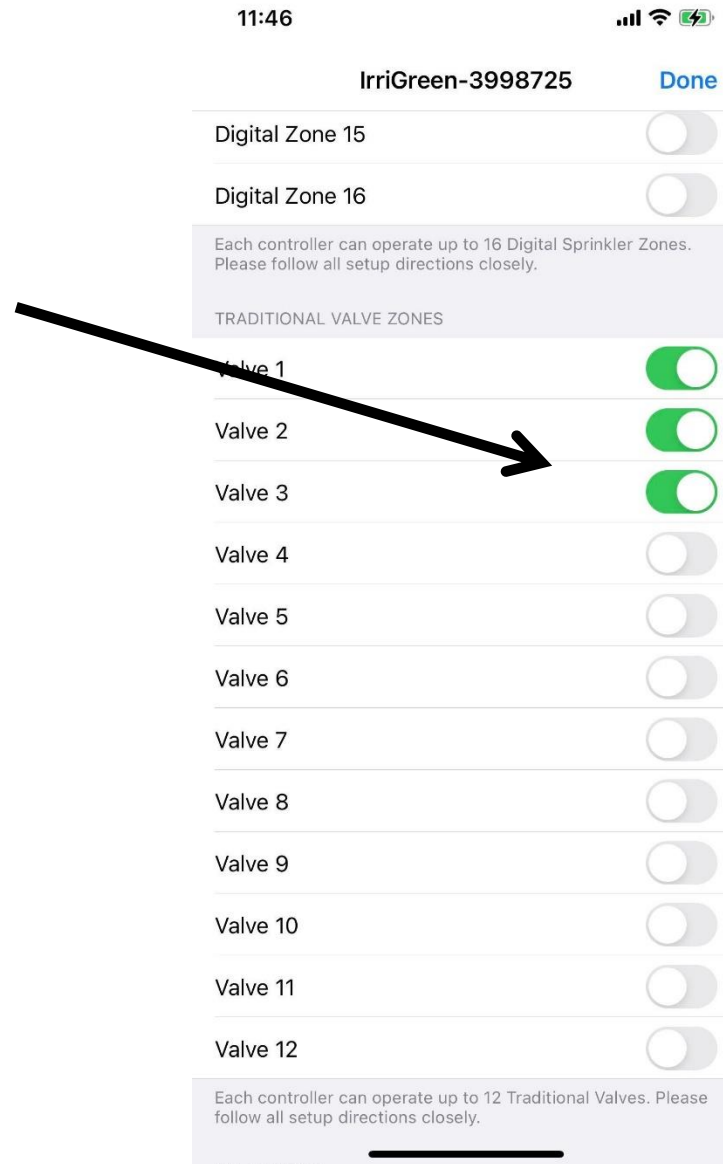 11:46
IrriGreen-3998725 Done
Digital Zone 15
Digital Zone 16
Each controller can operate up to 16 Digital Sprinkler Zones.
Please follow all setup directions closely.
TRADITIONAL VALVE ZONES
Valve 1
Valve 2
Valve 3
Valve 4
Valve 5
Valve 6
Valve 7
Valve 8
Valve 9
Valve 10
Valve 11
Valve 12
Each controller can operate up to 12 Traditional Valves. Please
follow all setup directions closely.